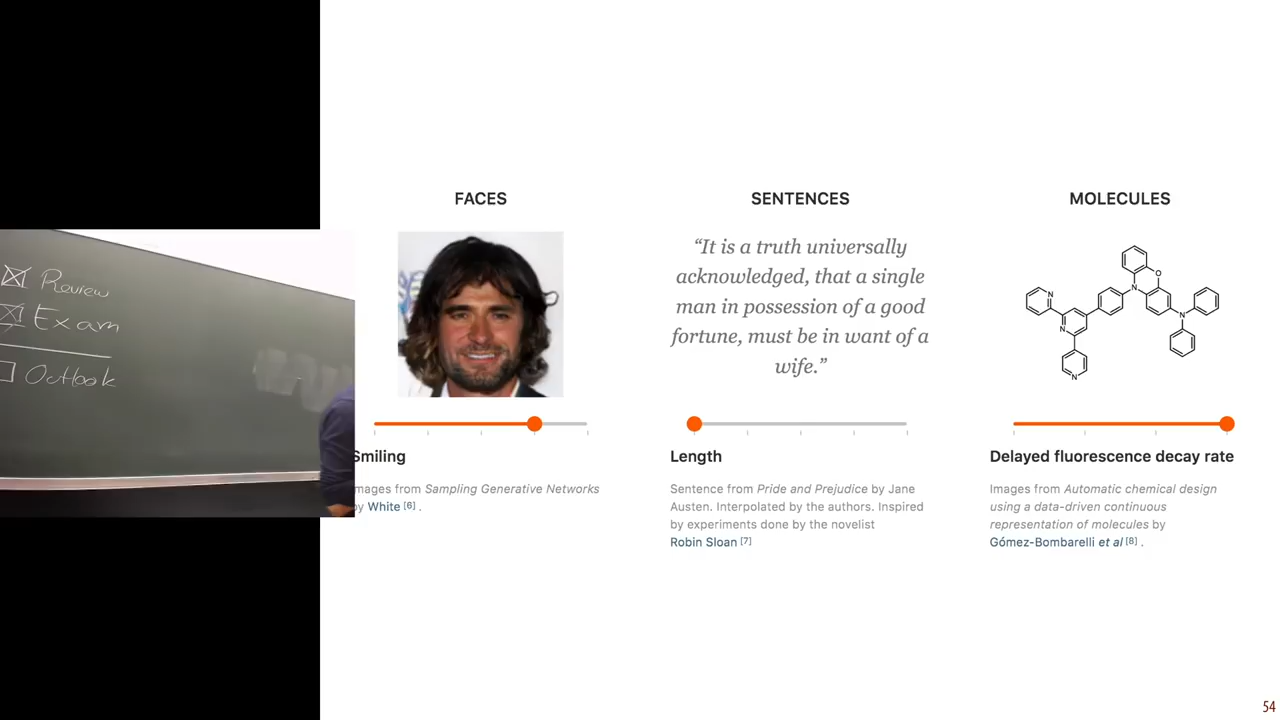 Review
Exam
Outlook
FACES
Smiling
Images from Sampling Generative Networks
by White [6] .
SENTENCES
“It is a truth universally
acknowledged, that a single
man in possession of a good
fortune, must be in want of a
wife.”
Length
Sentence from Pride and Prejudice by Jane
Austen. Interpolated by the authors. Inspired
by experiments done by the novelist
Robin Sloan [7]
MOLECULES
N
N
N
N
O
N
Delayed fluorescence decay rate
Images from Automatic chemical design
using a data-driven continuous
representation of molecules by
Gómez-Bombarelli et al [8] .
54